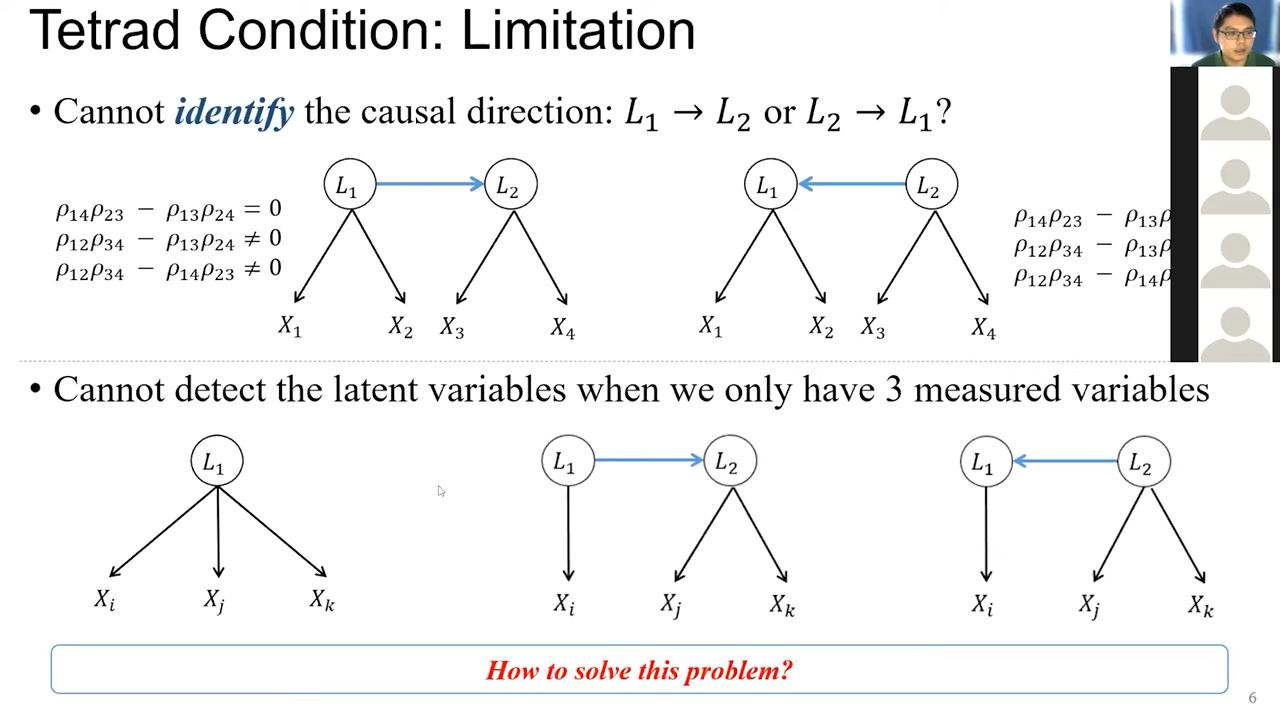 Tetrad Condition: Limitation
• Cannot identify the causal direction: L₁ → L₂ or L₂ → L₁?
L₁ L₂ L₁ L₂
ρ₁₄ρ₂₃ − ρ₁₃ρ₂₄ = 0
ρ₁₂ρ₃₄ − ρ₁₃ρ₂₄ ≠ 0
ρ₁₂ρ₃₄ − ρ₁₄ρ₂₃ ≠ 0
ρ₁₄ρ₂₃ − ρ₁₃ρ
ρ₁₂ρ₃₄ − ρ₁₃ρ
ρ₁₂ρ₃₄ − ρ₁₄ρ
X₁ X₂ X₃ X₄ X₁ X₂ X₃ X₄
• Cannot detect the latent variables when we only have 3 measured variables
L₁ L₁ L₂ L₁ L₂
Xᵢ Xⱼ Xₖ Xᵢ Xⱼ Xₖ Xᵢ Xⱼ Xₖ
How to solve this problem?
6